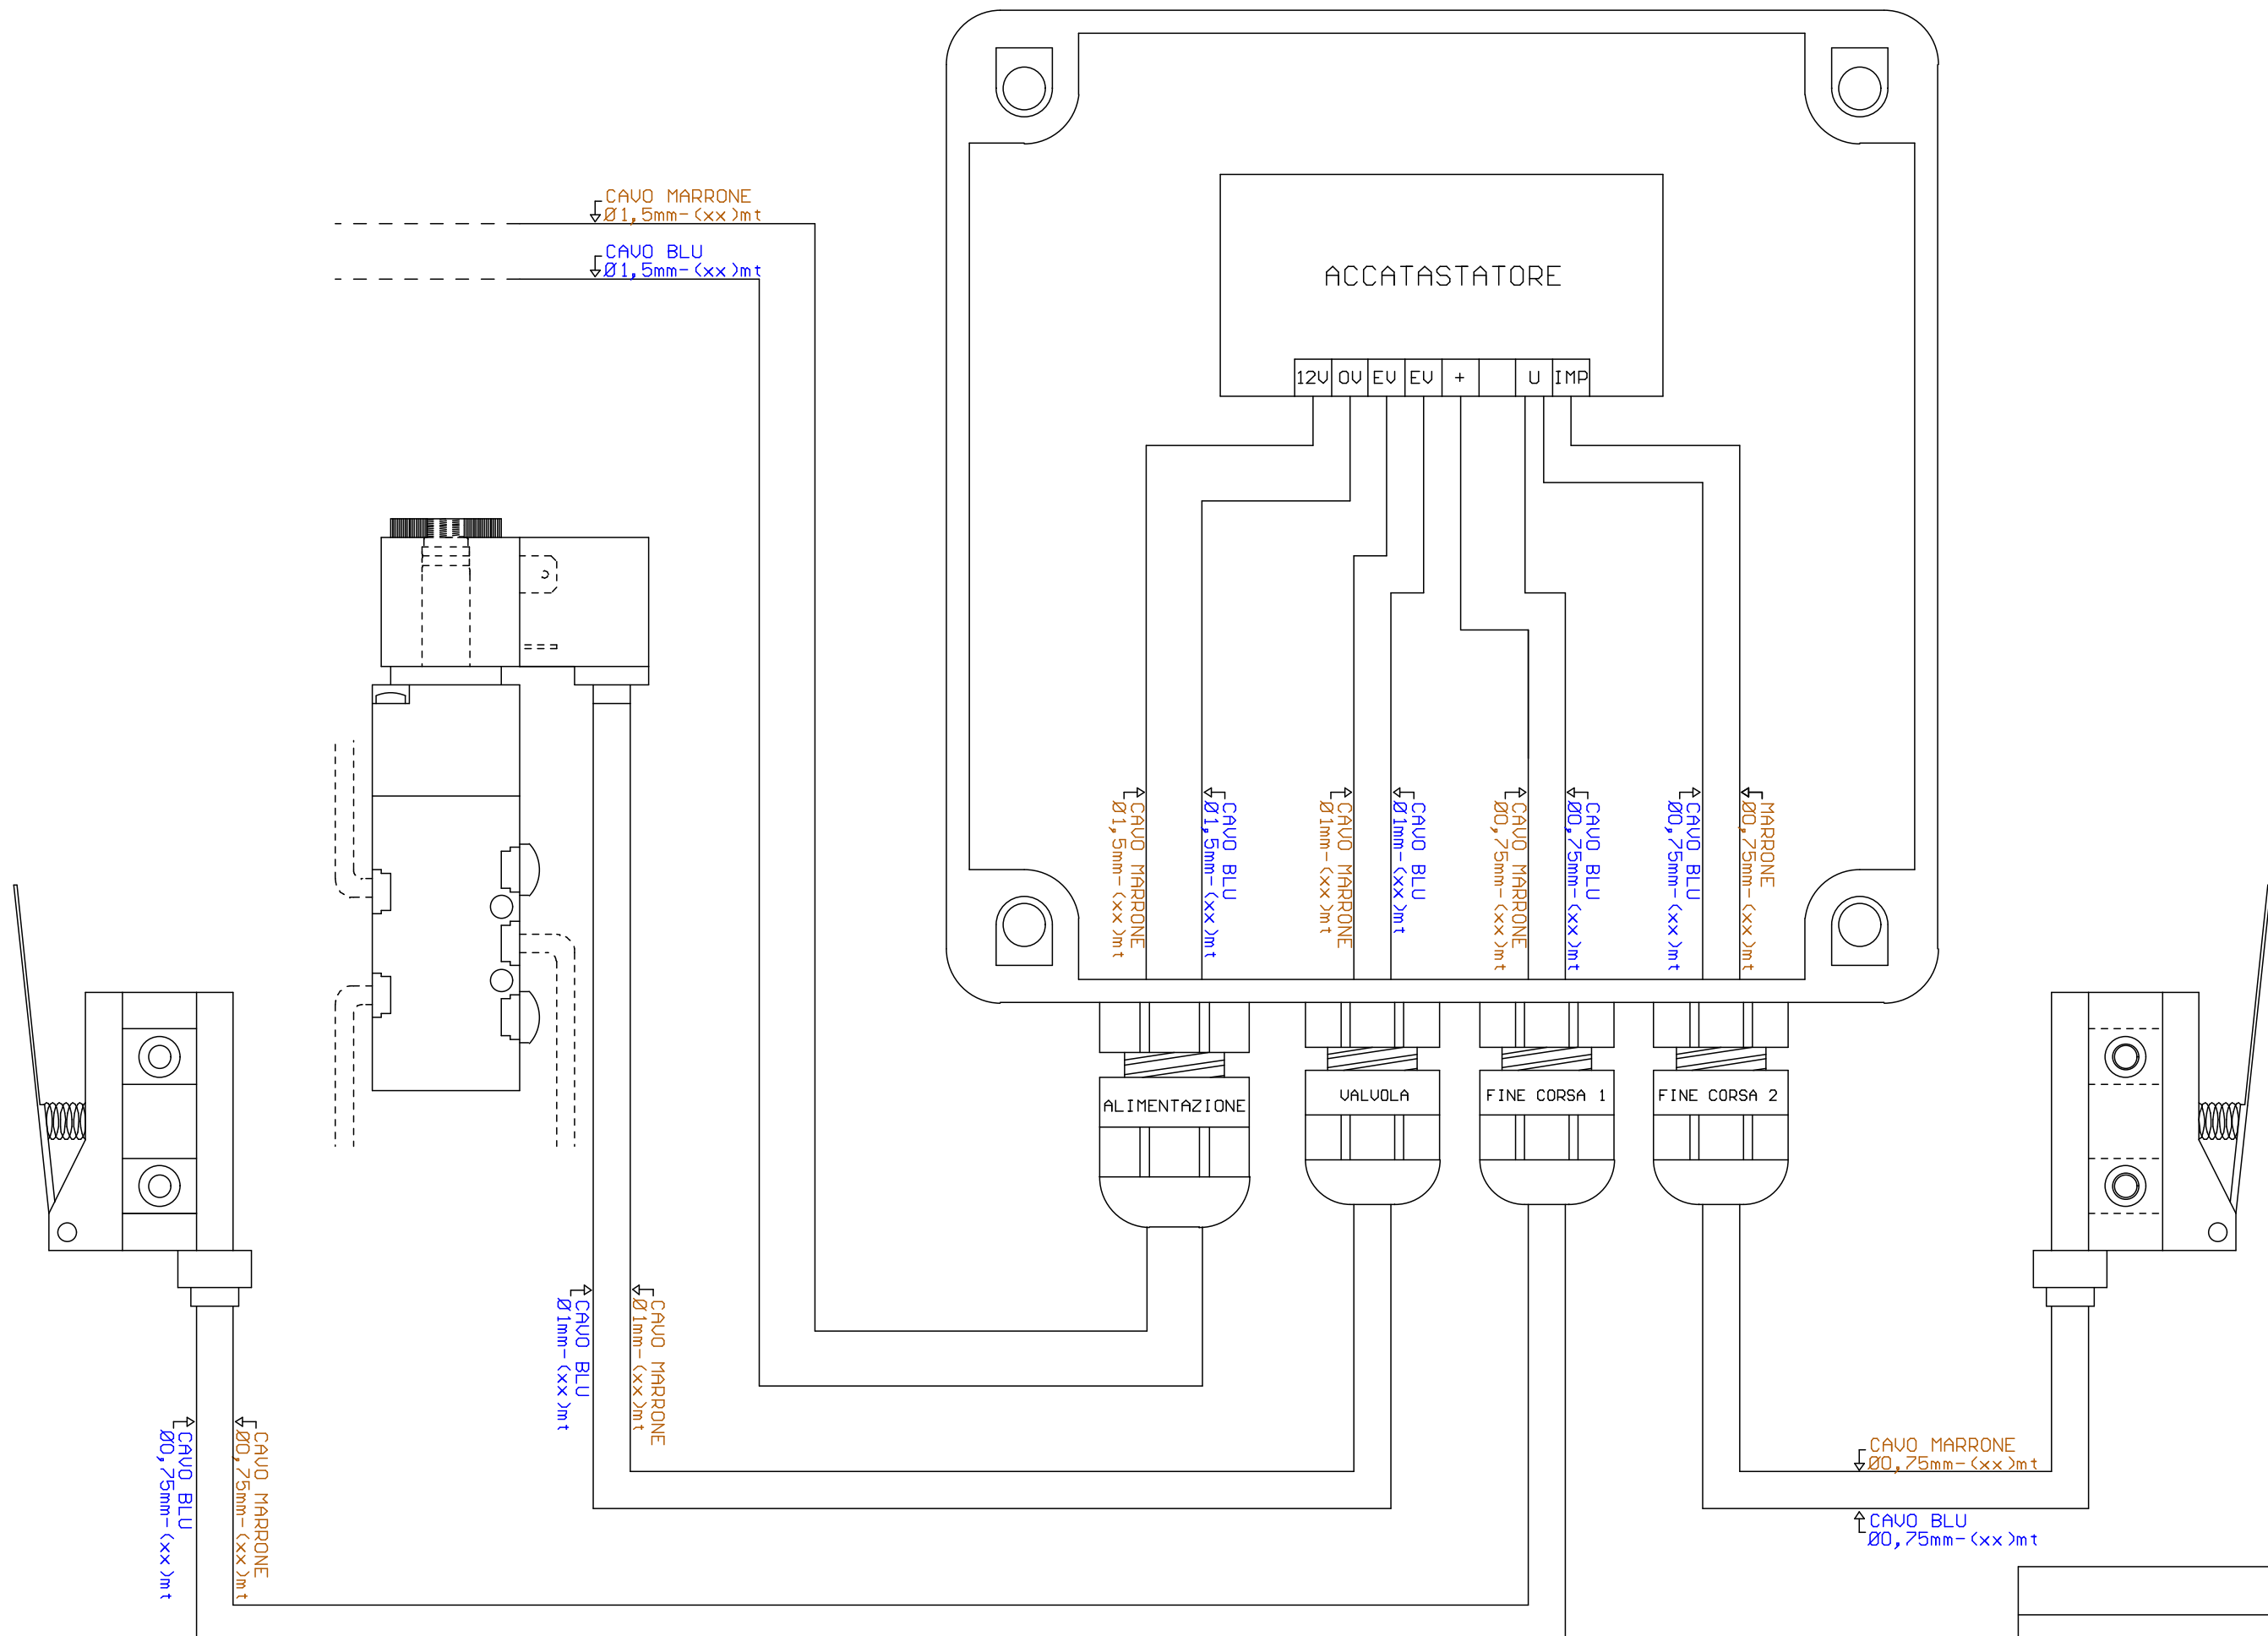 CAVO MARRONE
Ø1,5mm-(xx)mt
CAVO BLU
Ø1,5mm-(xx)mt
ACCATASTATORE
12V 0V EV EV + U IMP
CAVO MARRONE
Ø1,5mm-(xx)mt
CAVO BLU
Ø1,5mm-(xx)mt
CAVO MARRONE
Ø1mm-(xx)mt
CAVO BLU
Ø1mm-(xx)mt
CAVO MARRONE
Ø0,75mm-(xx)mt
CAVO BLU
Ø0,75mm-(xx)mt
CAVO BLU
Ø0,75mm-(xx)mt
MARRONE
Ø0,75mm-(xx)mt
ALIMENTAZIONE
VALVOLA
FINE CORSA 1
FINE CORSA 2
CAVO BLU
Ø1mm-(xx)mt
CAVO MARRONE
Ø1mm-(xx)mt
CAVO BLU
Ø0,75mm-(xx)mt
CAVO MARRONE
Ø0,75mm-(xx)mt
CAVO MARRONE
Ø0,75mm-(xx)mt
CAVO BLU
Ø0,75mm-(xx)mt